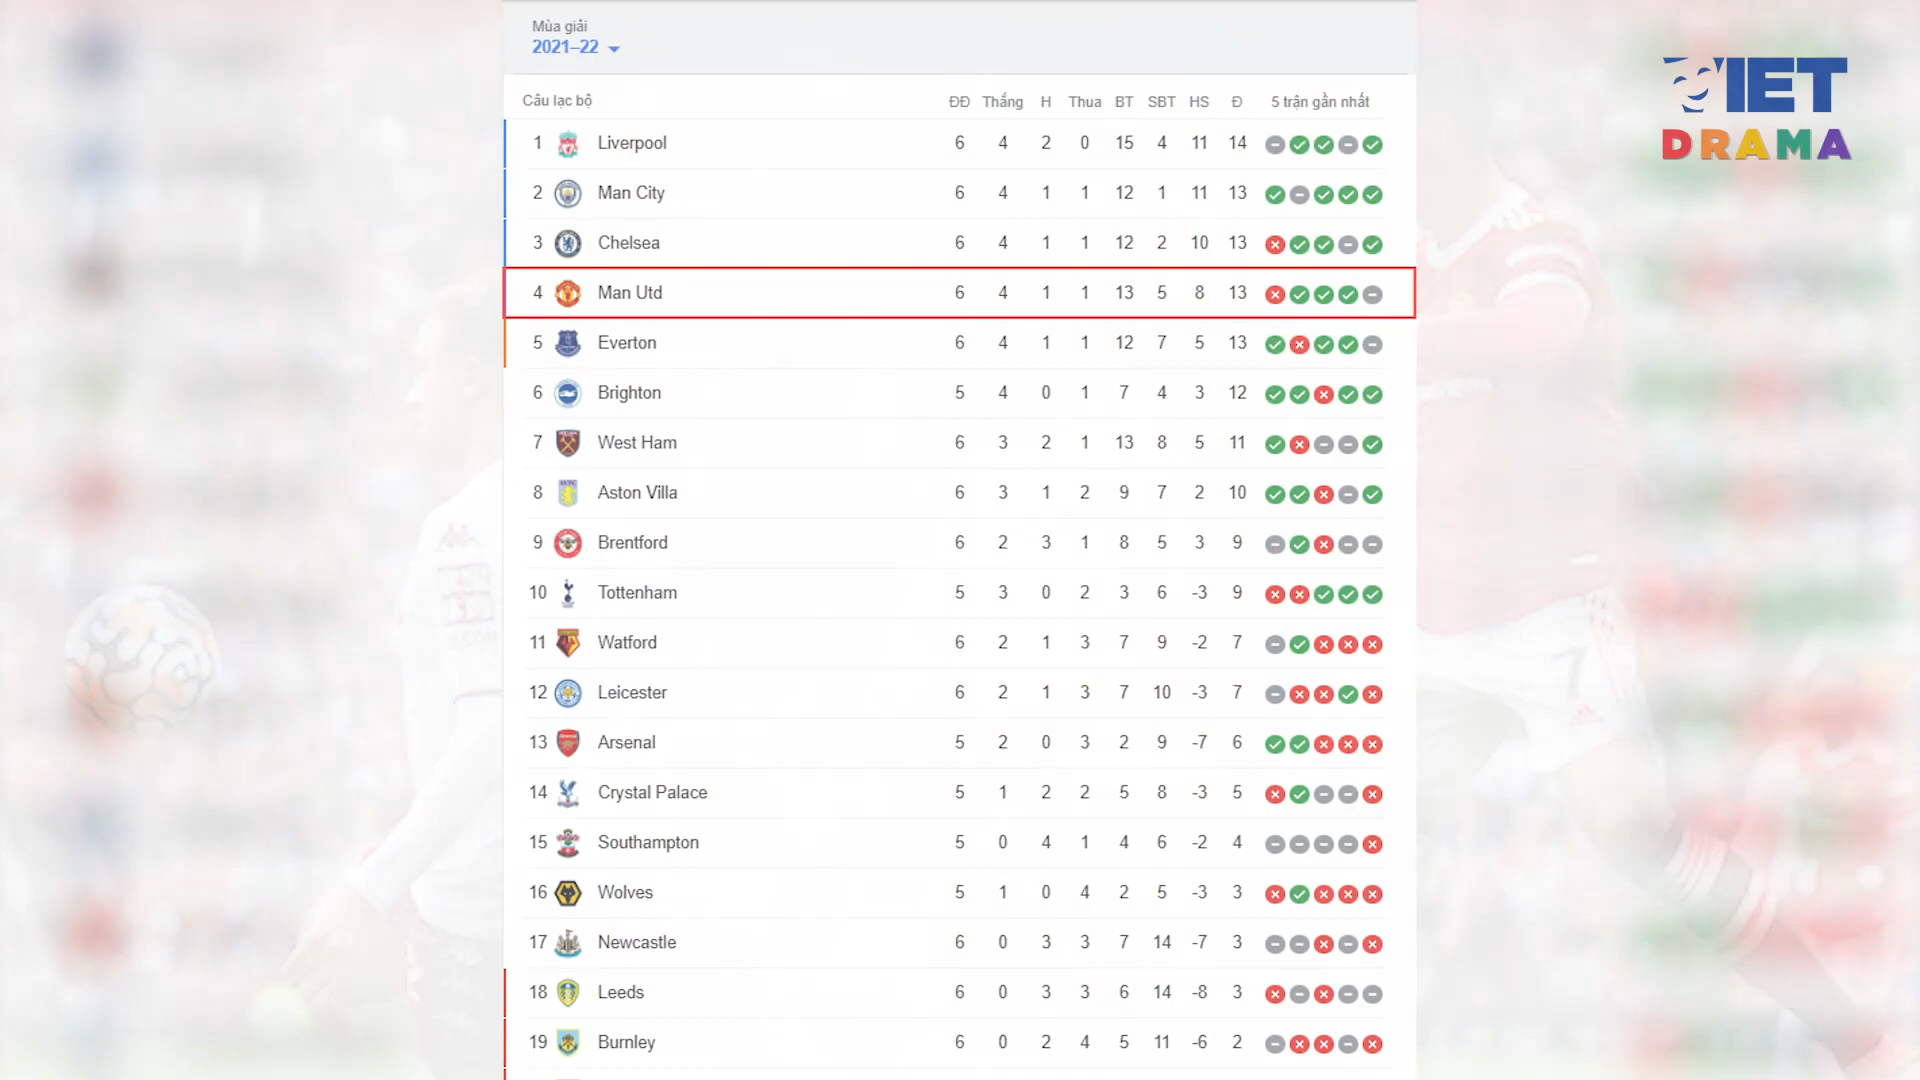 Mùa giải
2021–22
VIET
DRAMA
Câu lạc bộ ĐĐ Thắng H Thua BT SBT HS Đ 5 trận gần nhất
1 Liverpool 6 4 2 0 15 4 11 14
2 Man City 6 4 1 1 12 1 11 13
3 Chelsea 6 4 1 1 12 2 10 13
4 Man Utd 6 4 1 1 13 5 8 13
5 Everton 6 4 1 1 12 7 5 13
6 Brighton 5 4 0 1 7 4 3 12
7 West Ham 6 3 2 1 13 8 5 11
8 Aston Villa 6 3 1 2 9 7 2 10
9 Brentford 6 2 3 1 8 5 3 9
10 Tottenham 5 3 0 2 3 6 -3 9
11 Watford 6 2 1 3 7 9 -2 7
12 Leicester 6 2 1 3 7 10 -3 7
13 Arsenal 5 2 0 3 2 9 -7 6
14 Crystal Palace 5 1 2 2 5 8 -3 5
15 Southampton 5 0 4 1 4 6 -2 4
16 Wolves 5 1 0 4 2 5 -3 3
17 Newcastle 6 0 3 3 7 14 -7 3
18 Leeds 6 0 3 3 6 14 -8 3
19 Burnley 6 0 2 4 5 11 -6 2